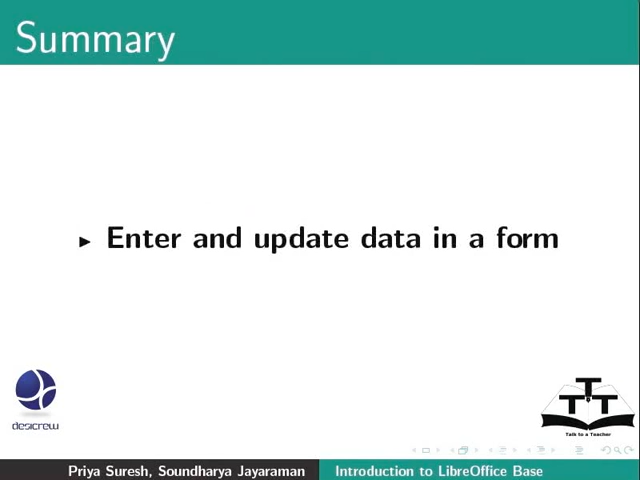 Summary
Enter and update data in a form
desicrew
T
T T
Talk to a Teacher
Priya Suresh, Soundharya Jayaraman
Introduction to LibreOffice Base